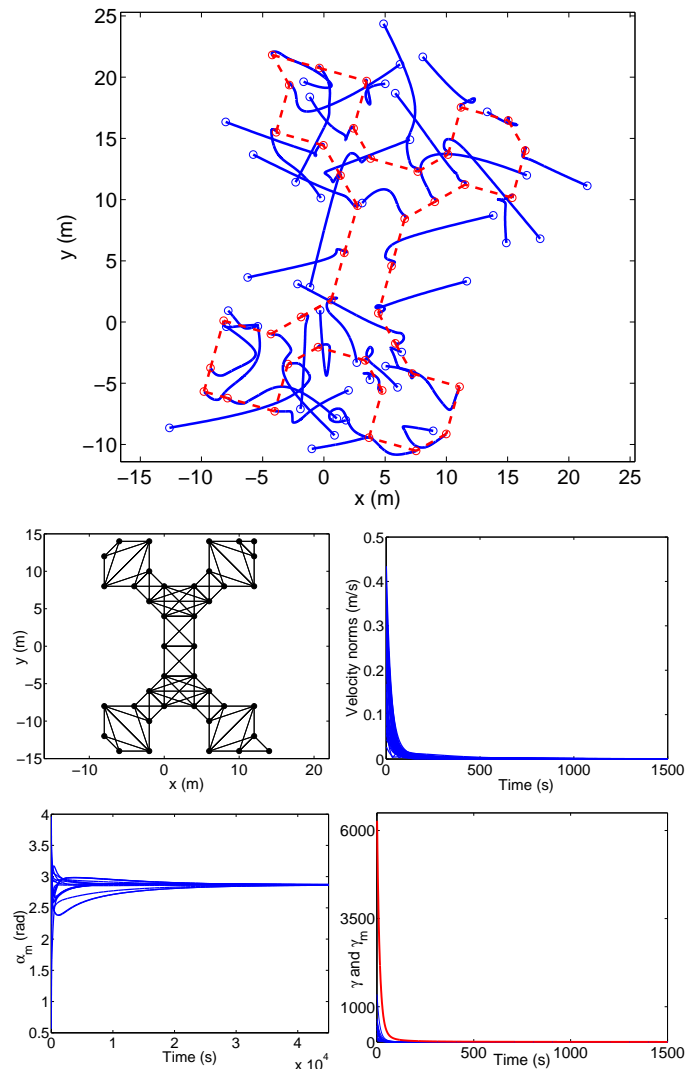 25
20
15
10
5
0
−5
−10
y (m)
−15 −10 −5 0 5 10 15 20 25
x (m)
15
10
5
0
−5
−10
−15
y (m)
−10 0 10 20
x (m)
0.5
0.4
0.3
0.2
0.1
0
Velocity norms (m/s)
0 500 1000 1500
Time (s)
4
3.5
3
2.5
2
1.5
1
0.5
α_m (rad)
0 1 2 3 4
Time (s)
x 10^4
6000
3500
1000
0
γ and γ_m
0 500 1000 1500
Time (s)